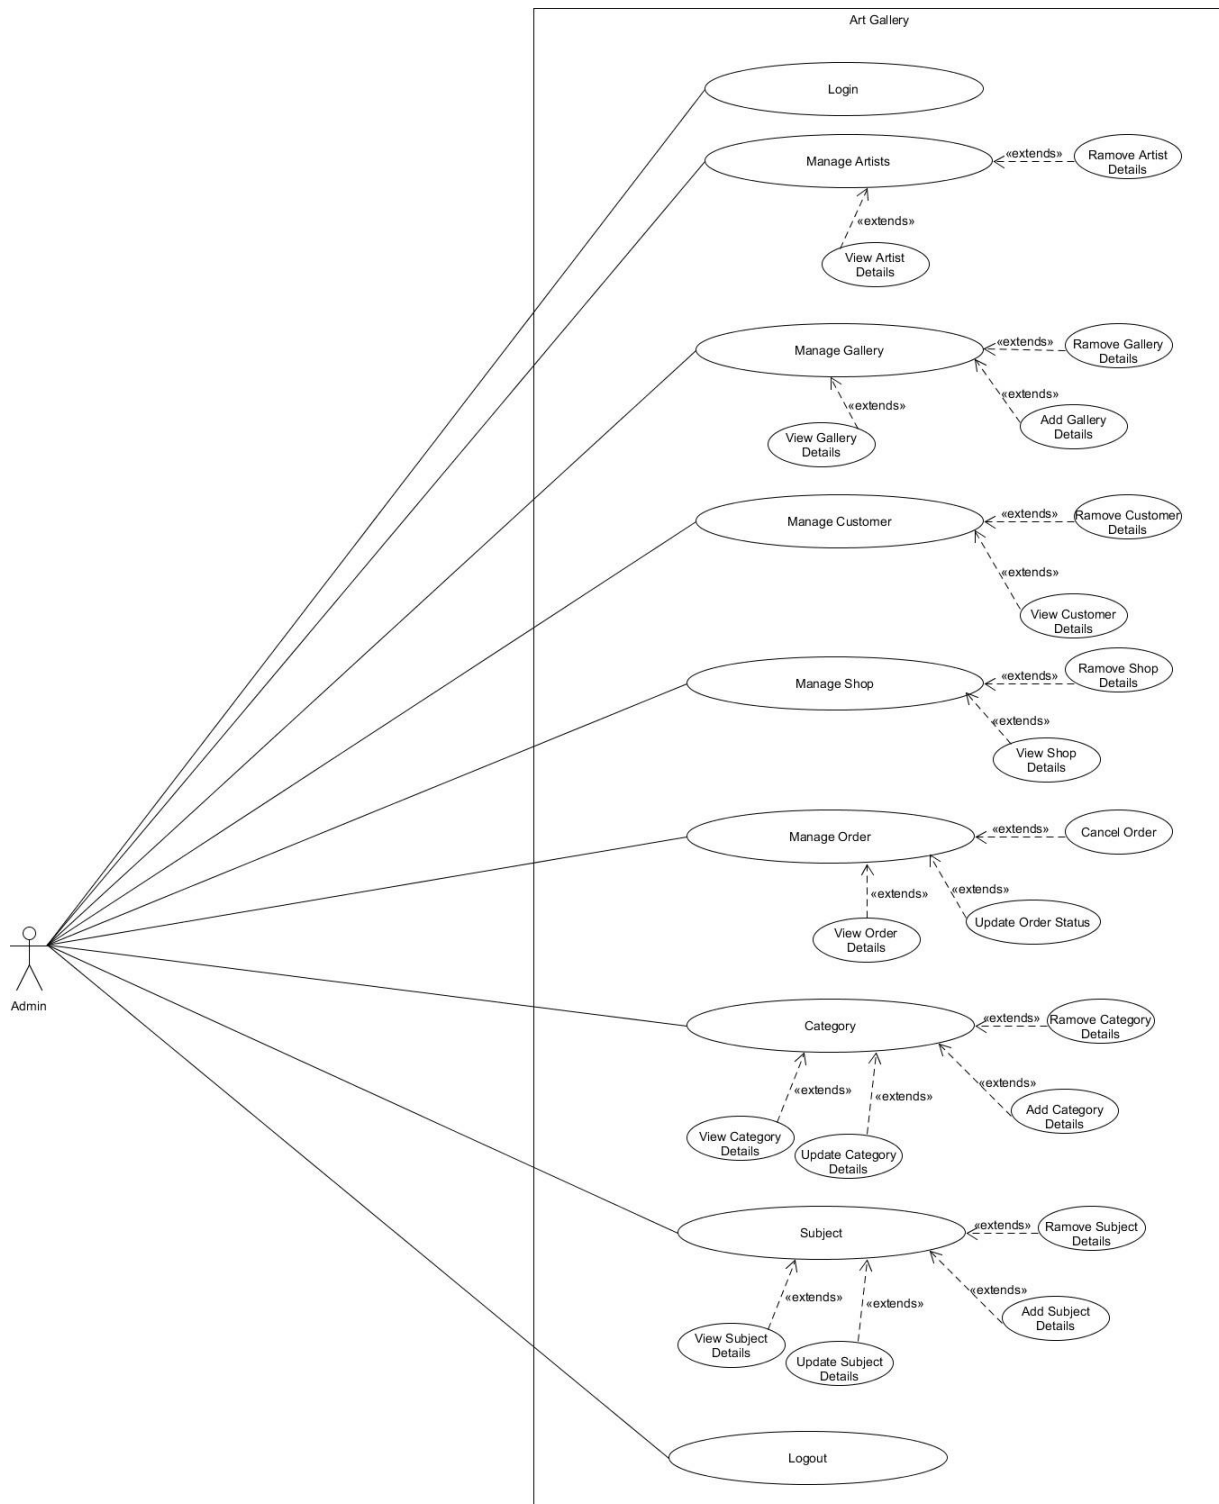 Art Gallery
Login
Manage Artists
«extends»
Ramove Artist
Details
«extends»
View Artist
Details
Manage Gallery
«extends»
Ramove Gallery
Details
«extends»
Add Gallery
Details
«extends»
View Gallery
Details
Manage Customer
«extends»
Ramove Customer
Details
«extends»
View Customer
Details
Manage Shop
«extends»
Ramove Shop
Details
«extends»
View Shop
Details
Manage Order
«extends»
Cancel Order
«extends»
Update Order Status
«extends»
View Order
Details
Admin
Category
«extends»
Ramove Category
Details
«extends»
Add Category
Details
«extends»
View Category
Details
«extends»
Update Category
Details
Subject
«extends»
Ramove Subject
Details
«extends»
Add Subject
Details
«extends»
View Subject
Details
«extends»
Update Subject
Details
Logout